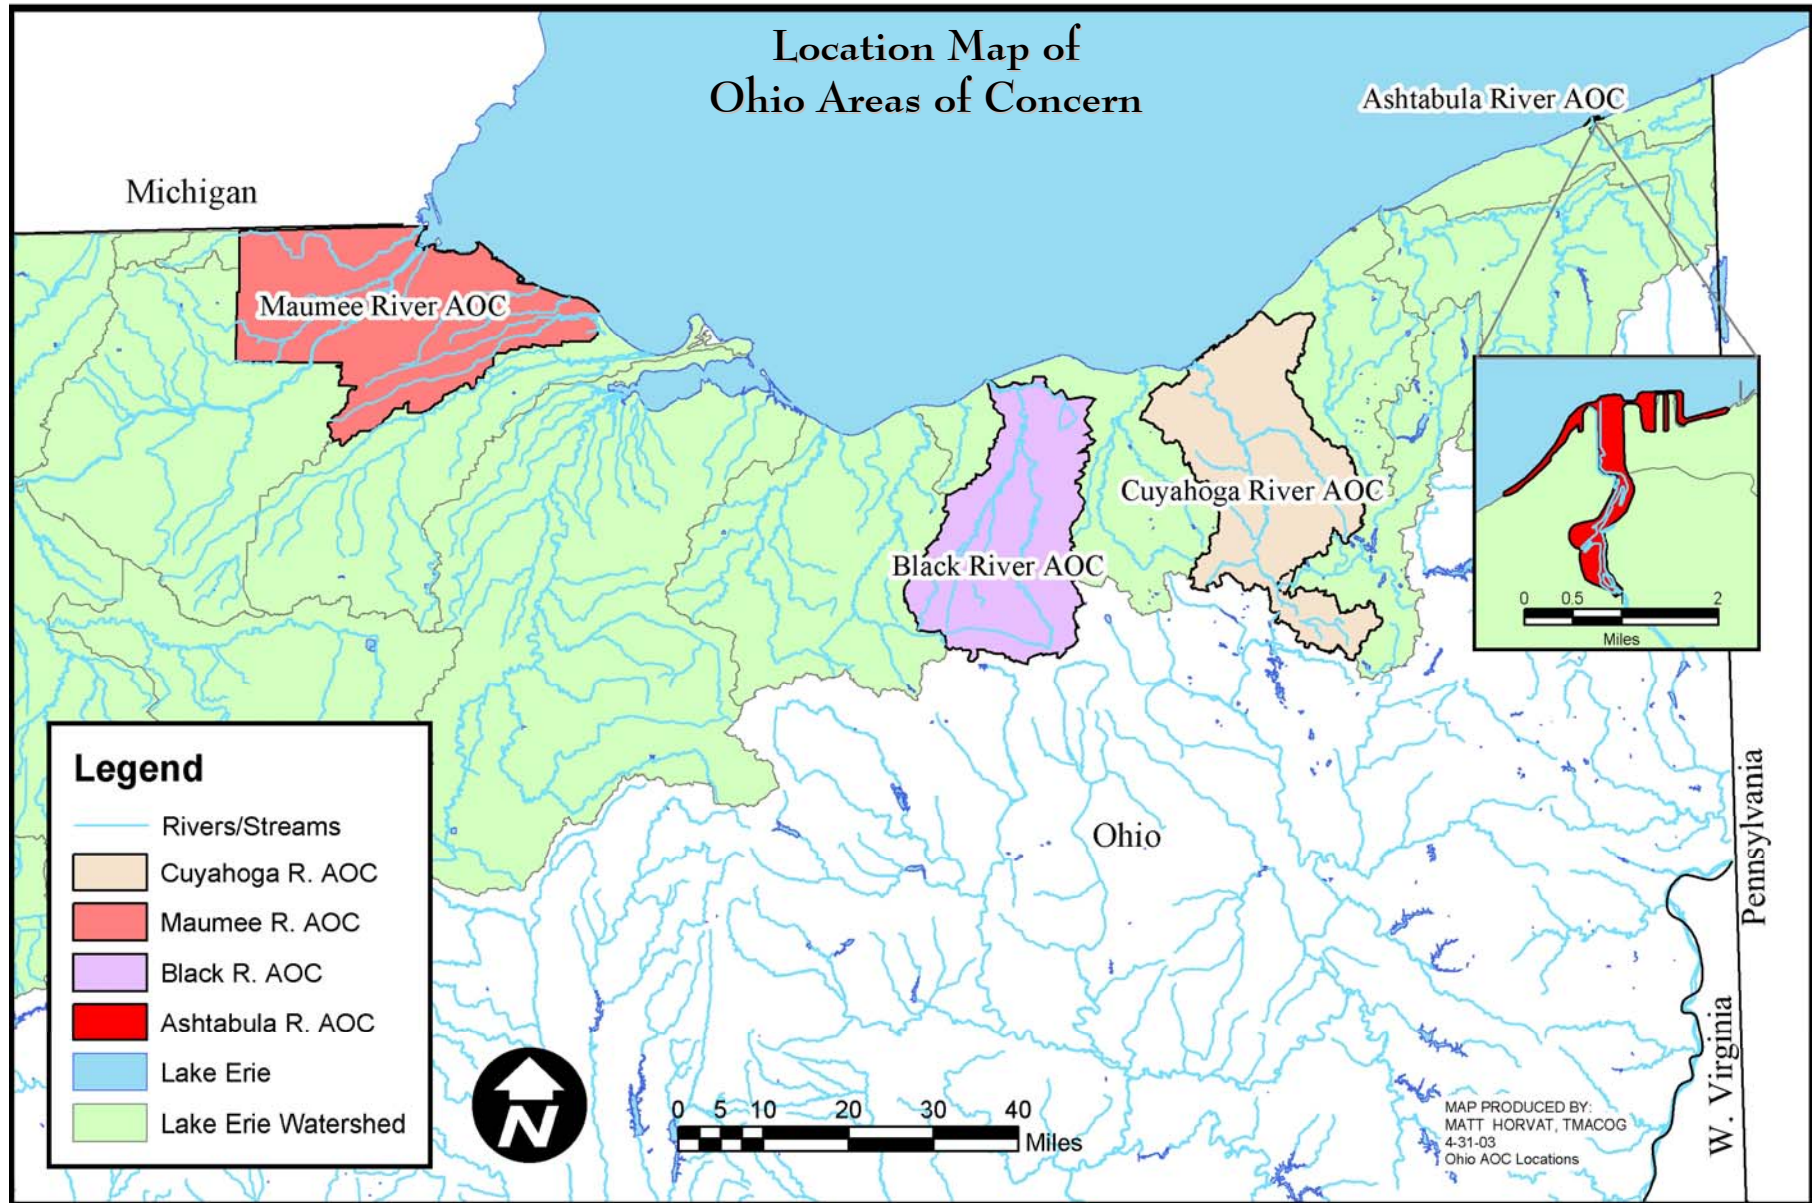 Location Map of
Ohio Areas of Concern
Ashtabula River AOC
Michigan
Maumee River AOC
Cuyahoga River AOC
Black River AOC
0 0.5 1 2
Miles
Legend
Rivers/Streams
Cuyahoga R. AOC
Maumee R. AOC
Black R. AOC
Ashtabula R. AOC
Lake Erie
Lake Erie Watershed
Ohio
Pennsylvania
W. Virginia
N
0 5 10 20 30 40
Miles
MAP PRODUCED BY:
MATT HORVAT, TMACOG
4-31-03
Ohio AOC Locations